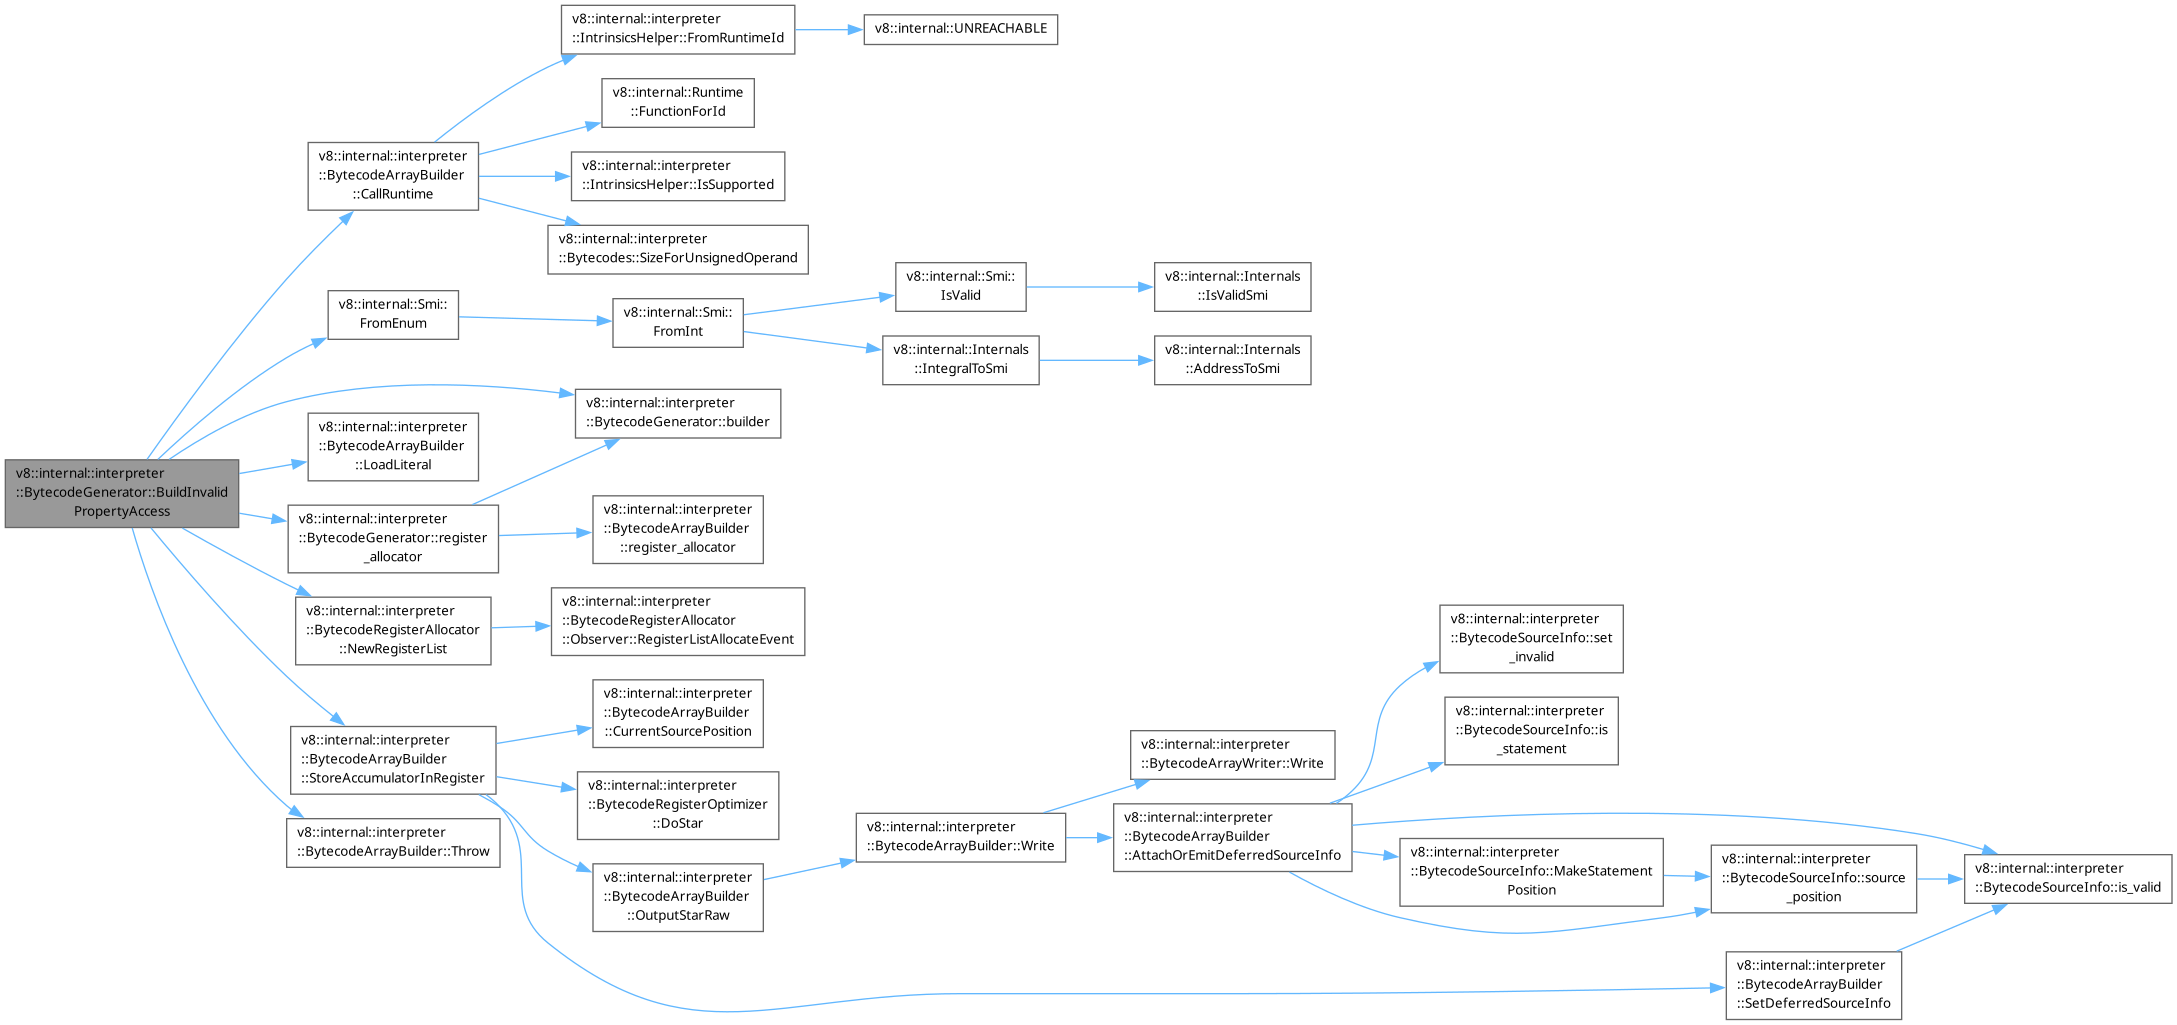 v8::internal::interpreter
::BytecodeGenerator::BuildInvalid
PropertyAccess
v8::internal::interpreter
::BytecodeArrayBuilder
::CallRuntime
v8::internal::interpreter
::IntrinsicsHelper::FromRuntimeId
v8::internal::UNREACHABLE
v8::internal::Runtime
::FunctionForId
v8::internal::interpreter
::IntrinsicsHelper::IsSupported
v8::internal::interpreter
::Bytecodes::SizeForUnsignedOperand
v8::internal::Smi::
FromEnum
v8::internal::Smi::
FromInt
v8::internal::Smi::
IsValid
v8::internal::Internals
::IsValidSmi
v8::internal::Internals
::IntegralToSmi
v8::internal::Internals
::AddressToSmi
v8::internal::interpreter
::BytecodeGenerator::builder
v8::internal::interpreter
::BytecodeArrayBuilder
::LoadLiteral
v8::internal::interpreter
::BytecodeGenerator::register
_allocator
v8::internal::interpreter
::BytecodeArrayBuilder
::register_allocator
v8::internal::interpreter
::BytecodeRegisterAllocator
::NewRegisterList
v8::internal::interpreter
::BytecodeRegisterAllocator
::Observer::RegisterListAllocateEvent
v8::internal::interpreter
::BytecodeArrayBuilder
::StoreAccumulatorInRegister
v8::internal::interpreter
::BytecodeArrayBuilder
::CurrentSourcePosition
v8::internal::interpreter
::BytecodeRegisterOptimizer
::DoStar
v8::internal::interpreter
::BytecodeArrayBuilder
::OutputStarRaw
v8::internal::interpreter
::BytecodeArrayBuilder::Write
v8::internal::interpreter
::BytecodeArrayWriter::Write
v8::internal::interpreter
::BytecodeArrayBuilder
::AttachOrEmitDeferredSourceInfo
v8::internal::interpreter
::BytecodeSourceInfo::set
_invalid
v8::internal::interpreter
::BytecodeSourceInfo::is
_statement
v8::internal::interpreter
::BytecodeSourceInfo::MakeStatement
Position
v8::internal::interpreter
::BytecodeSourceInfo::source
_position
v8::internal::interpreter
::BytecodeSourceInfo::is_valid
v8::internal::interpreter
::BytecodeArrayBuilder
::SetDeferredSourceInfo
v8::internal::interpreter
::BytecodeArrayBuilder::Throw